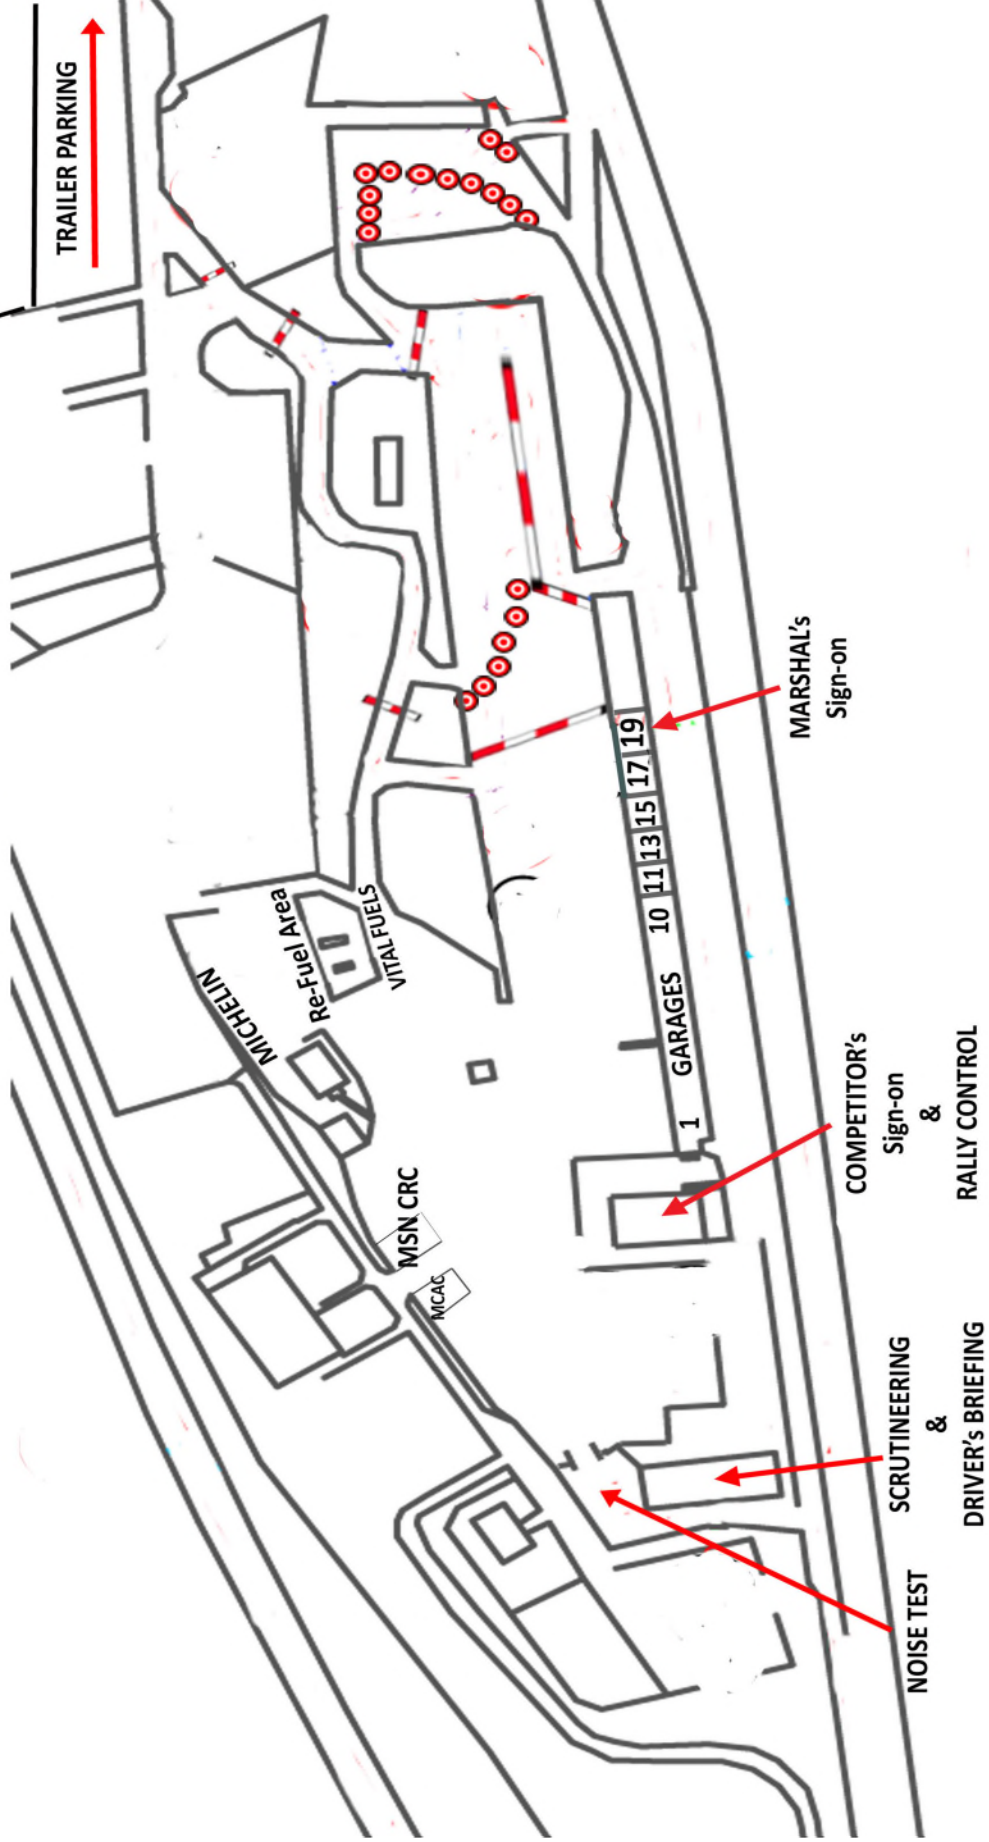 TRAILER PARKING
MICHELIN
Re-Fuel Area
VITAL FUELS
MSN CRC
MCAC
1
GARAGES
10
11
13
15
17
19
NOISE TEST
SCRUTINEERING
&
DRIVER's BRIEFING
COMPETITOR's
Sign-on
&
RALLY CONTROL
MARSHAL's
Sign-on